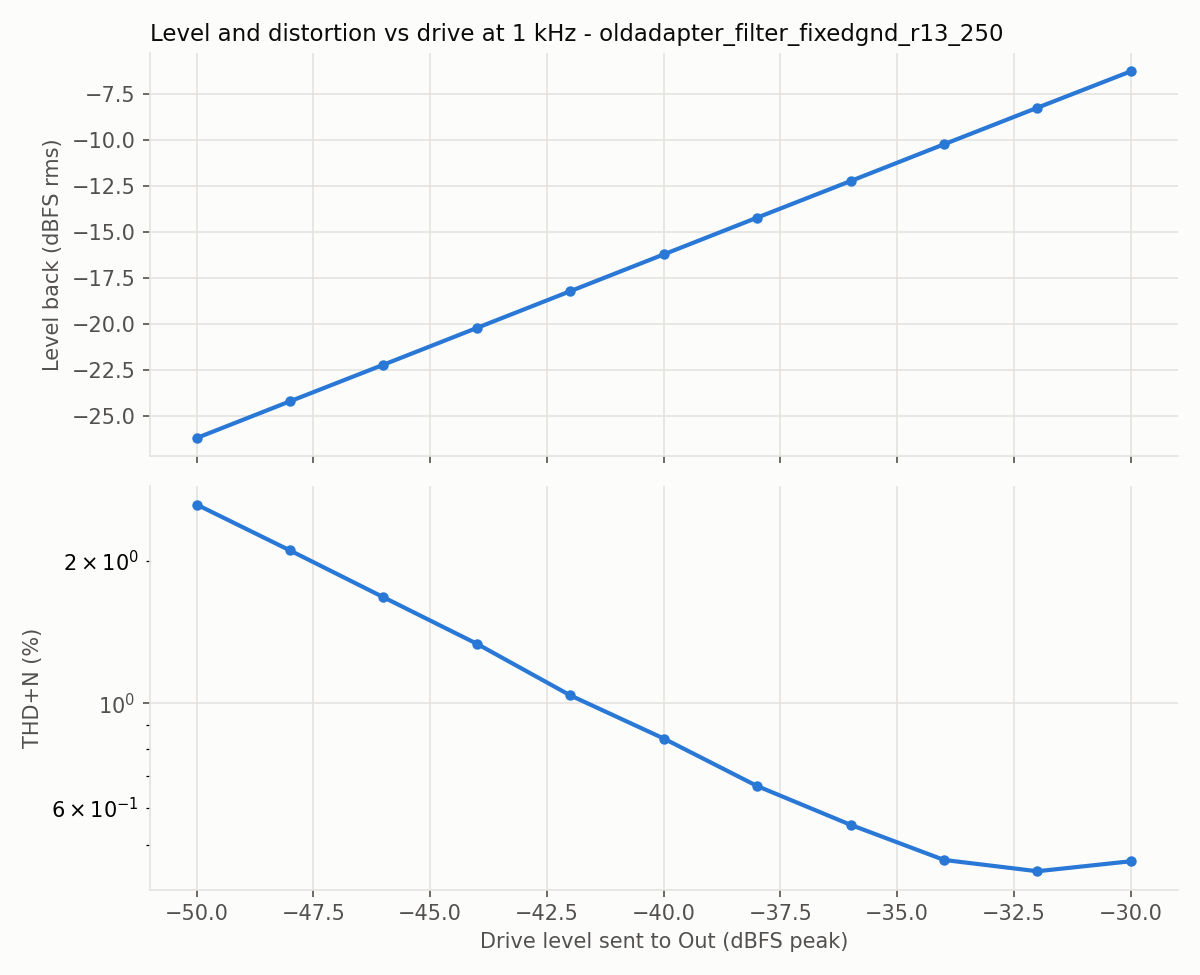 Level and distortion vs drive at 1 kHz - oldadapter_filter_fixedgnd_r13_250
Level back (dBFS rms)
−7.5
−10.0
−12.5
−15.0
−17.5
−20.0
−22.5
−25.0
THD+N (%)
2 × 10⁰
10⁰
6 × 10⁻¹
−50.0 −47.5 −45.0 −42.5 −40.0 −37.5 −35.0 −32.5 −30.0
Drive level sent to Out (dBFS peak)